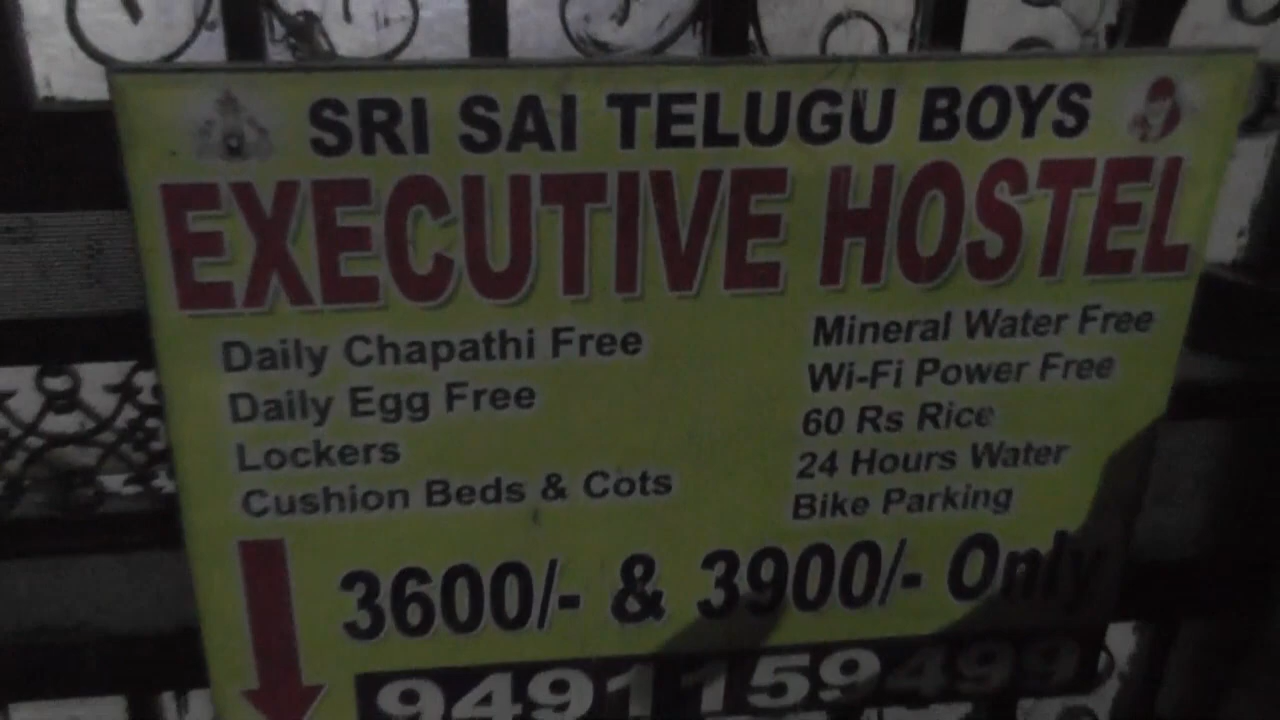 SRI SAI TELUGU BOYS
EXECUTIVE HOSTEL
Daily Chapathi Free
Daily Egg Free
Lockers
Cushion Beds & Cots
Mineral Water Free
Wi-Fi Power Free
60 Rs Rice
24 Hours Water
Bike Parking
3600/- & 3900/- Only
9491159499